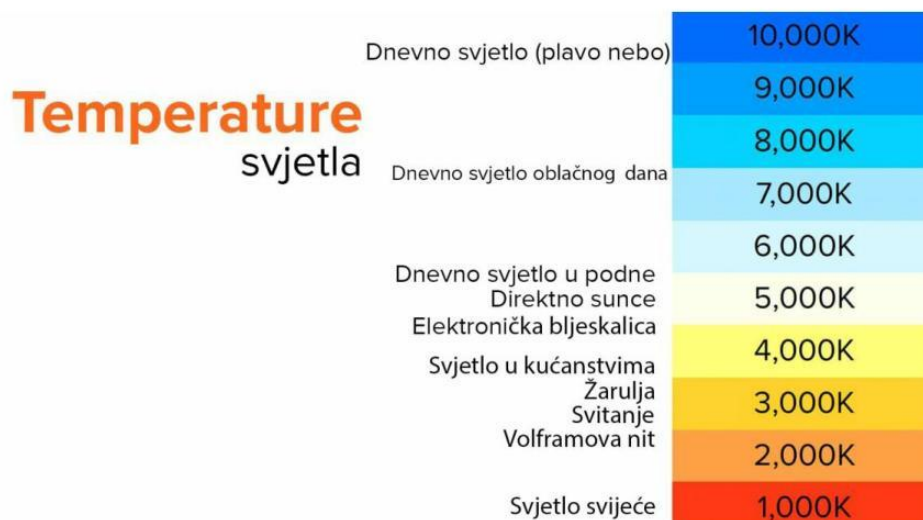 Temperature
svjetla
Dnevno svjetlo (plavo nebo)
Dnevno svjetlo oblačnog dana
Dnevno svjetlo u podne
Direktno sunce
Elektronička bljeskalica
Svjetlo u kućanstvima
Žarulja
Svitanje
Volframova nit
Svjetlo svijeće
10,000K
9,000K
8,000K
7,000K
6,000K
5,000K
4,000K
3,000K
2,000K
1,000K